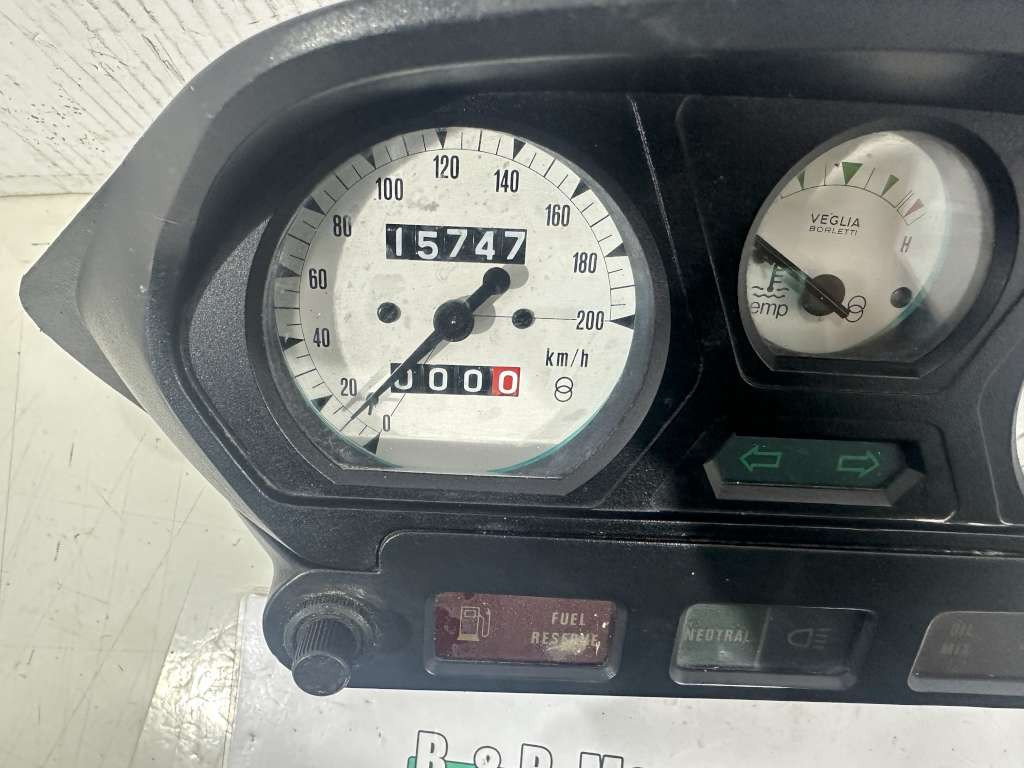 120
100
140
80
160
15747
60
180
40
200
km/h
20
0000
0
VEGLIA
BORLETTI
H
emp
FUEL
RESERVE
NEUTRAL
OIL
MIX
R & R